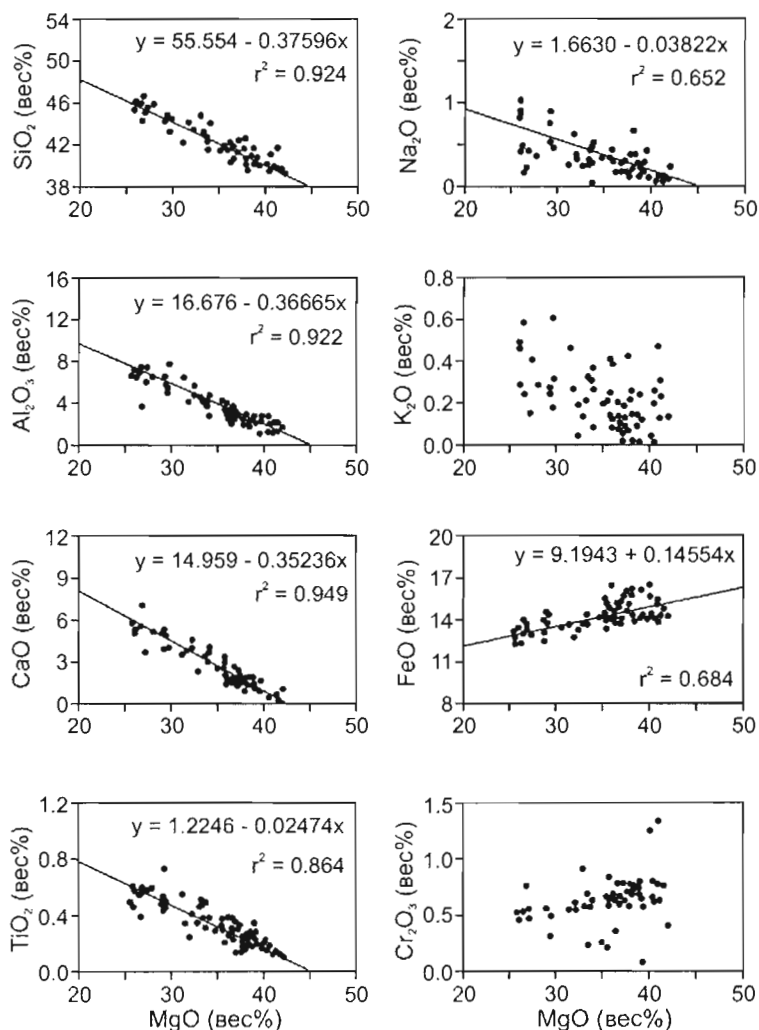 SiO₂ (вес%)
54
50
46
42
38
y = 55.554 - 0.37596x
r² = 0.924
20 30 40 50
Na₂O (вес%)
2
1
0
y = 1.6630 - 0.03822x
r² = 0.652
20 30 40 50
Al₂O₃ (вес%)
16
12
8
4
0
y = 16.676 - 0.36665x
r² = 0.922
20 30 40 50
K₂O (вес%)
0.8
0.6
0.4
0.2
0.0
20 30 40 50
CaO (вес%)
12
9
6
3
0
y = 14.959 - 0.35236x
r² = 0.949
20 30 40 50
FeO (вес%)
20
17
14
11
8
y = 9.1943 + 0.14554x
r² = 0.684
20 30 40 50
TiO₂ (вес%)
1.2
0.8
0.4
0.0
y = 1.2246 - 0.02474x
r² = 0.864
20 30 40 50
MgO (вес%)
Cr₂O₃ (вес%)
1.5
1.0
0.5
0.0
20 30 40 50
MgO (вес%)